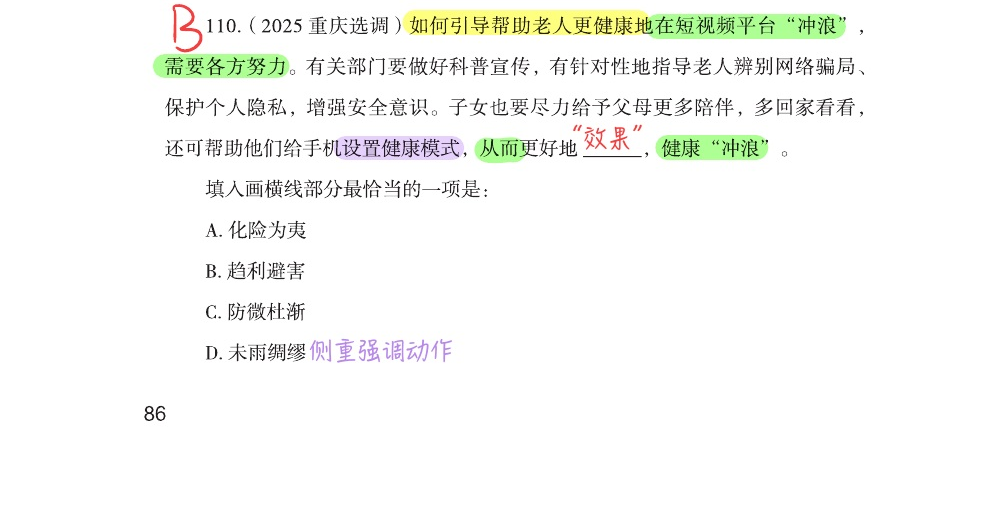 B 110.（2025 重庆选调）如何引导帮助老人更健康地在短视频平台“冲浪”，
需要各方努力。有关部门要做好科普宣传，有针对性地指导老人辨别网络骗局、
保护个人隐私，增强安全意识。子女也要尽力给予父母更多陪伴，多回家看看，
“效果”
还可帮助他们给手机设置健康模式，从而更好地______，健康“冲浪”。
填入画横线部分最恰当的一项是：
A. 化险为夷
B. 趋利避害
C. 防微杜渐
D. 未雨绸缪 侧重强调动作
86